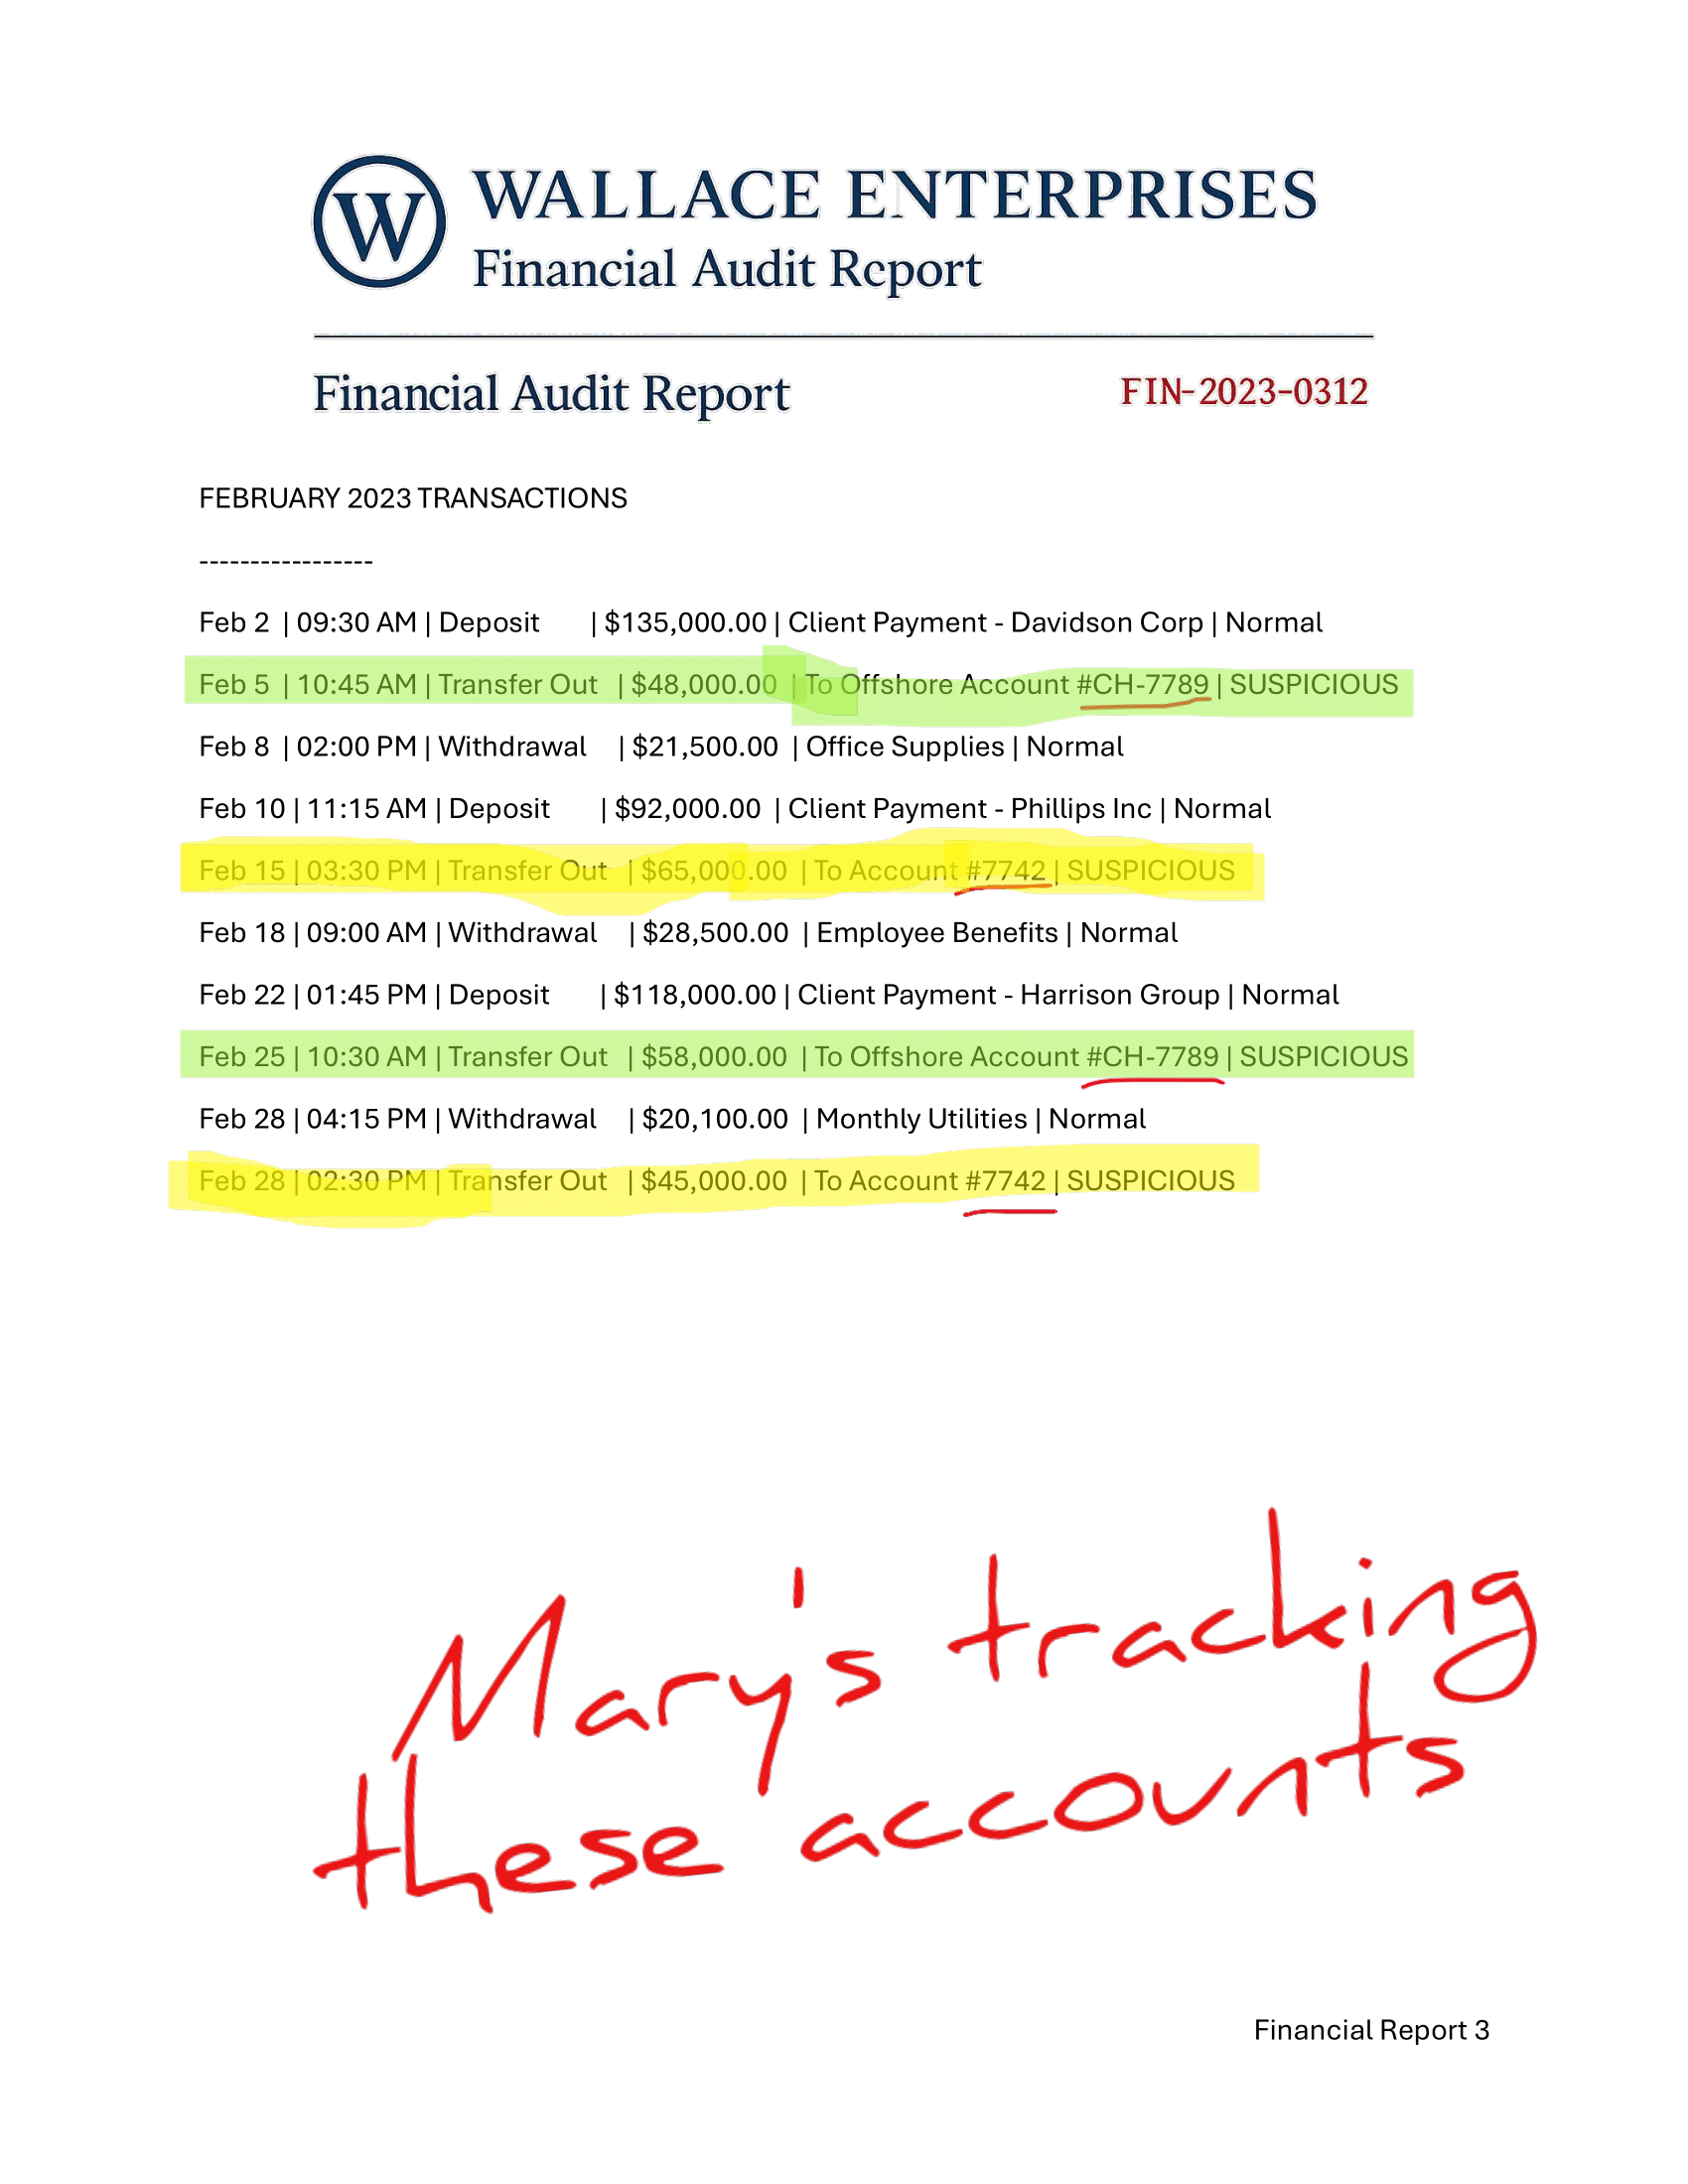 W
WALLACE ENTERPRISES
Financial Audit Report
Financial Audit Report FIN-2023-0312
FEBRUARY 2023 TRANSACTIONS
-----------------
Feb 2 | 09:30 AM | Deposit | $135,000.00 | Client Payment - Davidson Corp | Normal
Feb 5 | 10:45 AM | Transfer Out | $48,000.00 | To Offshore Account #CH-7789 | SUSPICIOUS
Feb 8 | 02:00 PM | Withdrawal | $21,500.00 | Office Supplies | Normal
Feb 10 | 11:15 AM | Deposit | $92,000.00 | Client Payment - Phillips Inc | Normal
Feb 15 | 03:30 PM | Transfer Out | $65,000.00 | To Account #7742 | SUSPICIOUS
Feb 18 | 09:00 AM | Withdrawal | $28,500.00 | Employee Benefits | Normal
Feb 22 | 01:45 PM | Deposit | $118,000.00 | Client Payment - Harrison Group | Normal
Feb 25 | 10:30 AM | Transfer Out | $58,000.00 | To Offshore Account #CH-7789 | SUSPICIOUS
Feb 28 | 04:15 PM | Withdrawal | $20,100.00 | Monthly Utilities | Normal
Feb 28 | 02:30 PM | Transfer Out | $45,000.00 | To Account #7742 | SUSPICIOUS
Mary's tracking
these accounts
Financial Report 3